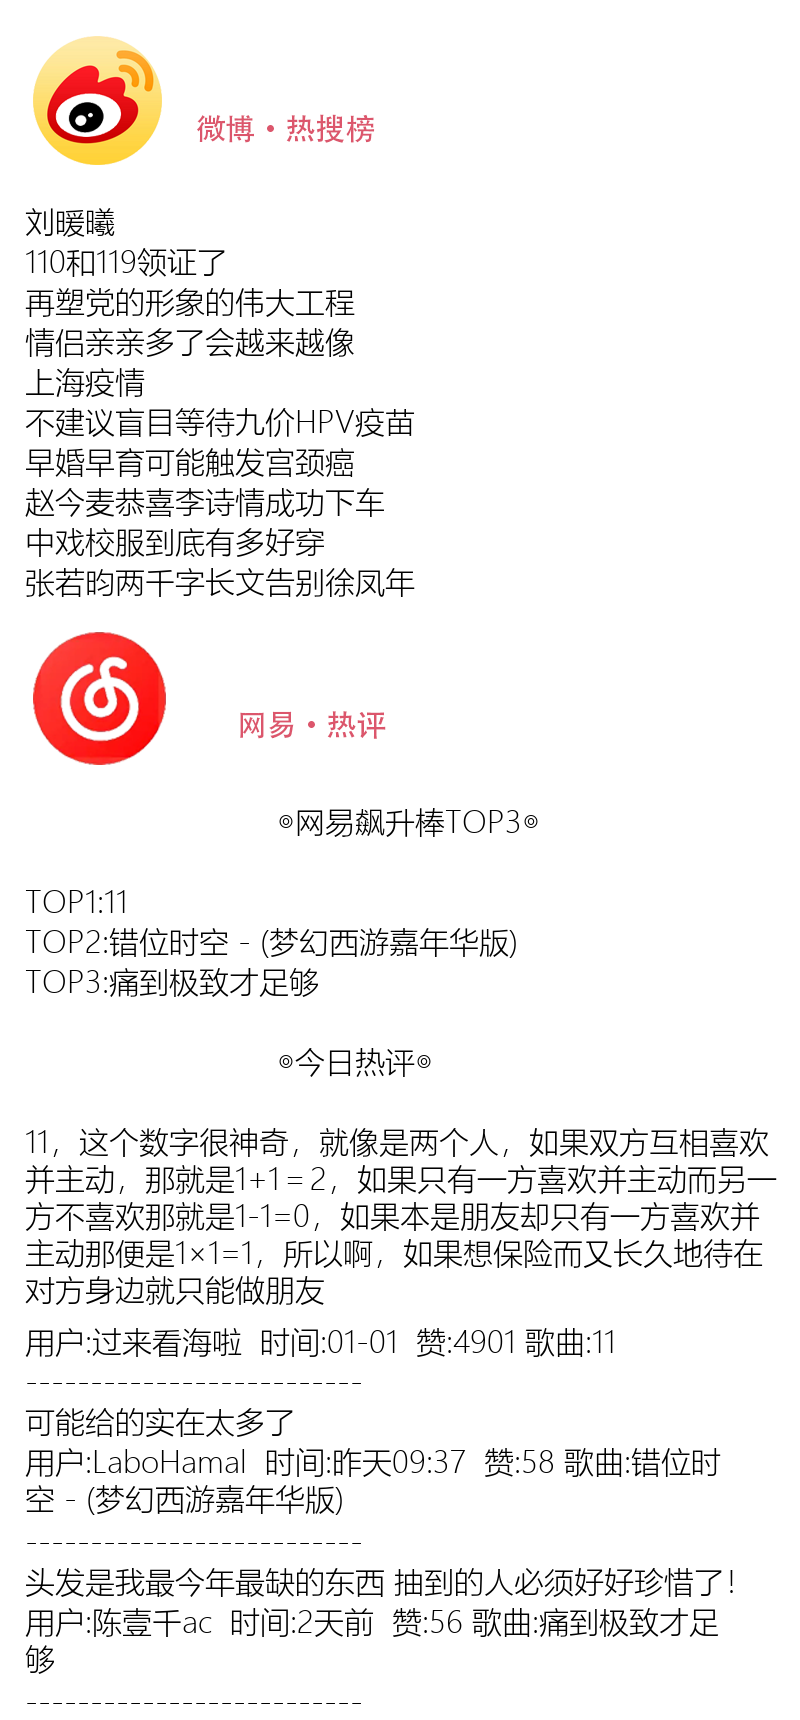 微博·热搜榜
刘暖曦
110和119领证了
再塑党的形象的伟大工程
情侣亲亲多了会越来越像
上海疫情
不建议盲目等待九价HPV疫苗
早婚早育可能触发宫颈癌
赵今麦恭喜李诗情成功下车
中戏校服到底有多好穿
张若昀两千字长文告别徐凤年
网易·热评
◎网易飙升棒TOP3◎
TOP1:11
TOP2:错位时空 - (梦幻西游嘉年华版)
TOP3:痛到极致才足够
◎今日热评◎
11，这个数字很神奇，就像是两个人，如果双方互相喜欢
并主动，那就是1+1＝2，如果只有一方喜欢并主动而另一
方不喜欢那就是1-1=0，如果本是朋友却只有一方喜欢并
主动那便是1×1=1，所以啊，如果想保险而又长久地待在
对方身边就只能做朋友
用户:过来看海啦  时间:01-01  赞:4901 歌曲:11
--------------------------
可能给的实在太多了
用户:LaboHamal  时间:昨天09:37  赞:58 歌曲:错位时
空 - (梦幻西游嘉年华版)
--------------------------
头发是我最今年最缺的东西 抽到的人必须好好珍惜了！
用户:陈壹千ac  时间:2天前  赞:56 歌曲:痛到极致才足
够
--------------------------